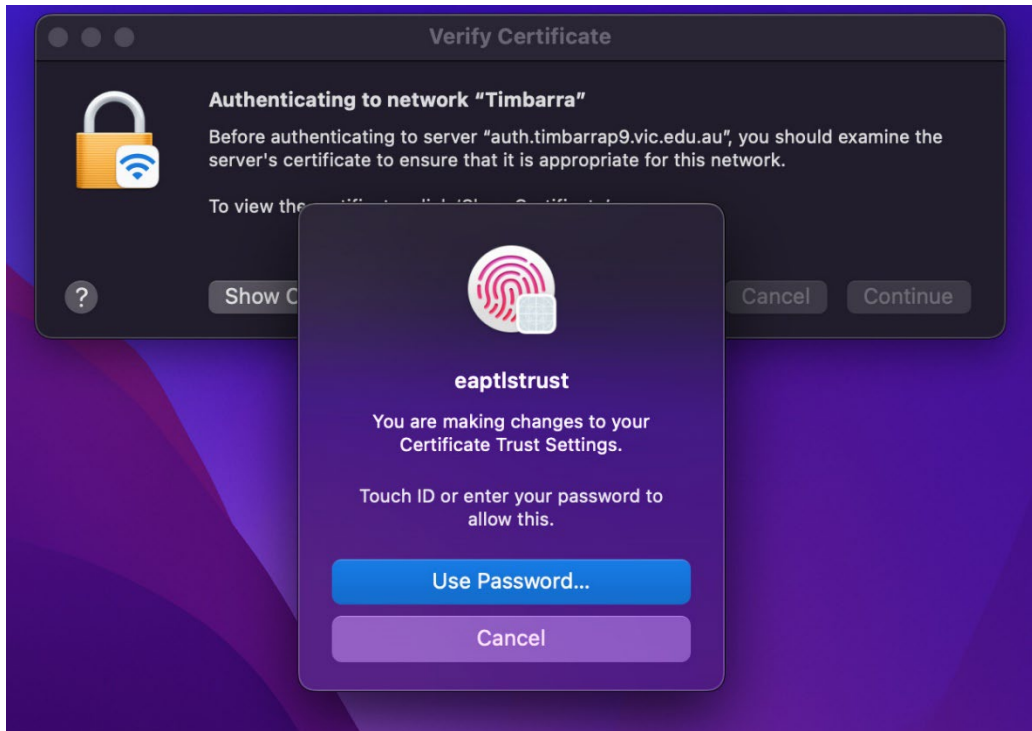 Verify Certificate
Authenticating to network “Timbarra”
Before authenticating to server “auth.timbarrap9.vic.edu.au”, you should examine the
server's certificate to ensure that it is appropriate for this network.
To view the
?
Show C
Cancel
Continue
eaptlstrust
You are making changes to your
Certificate Trust Settings.
Touch ID or enter your password to
allow this.
Use Password...
Cancel